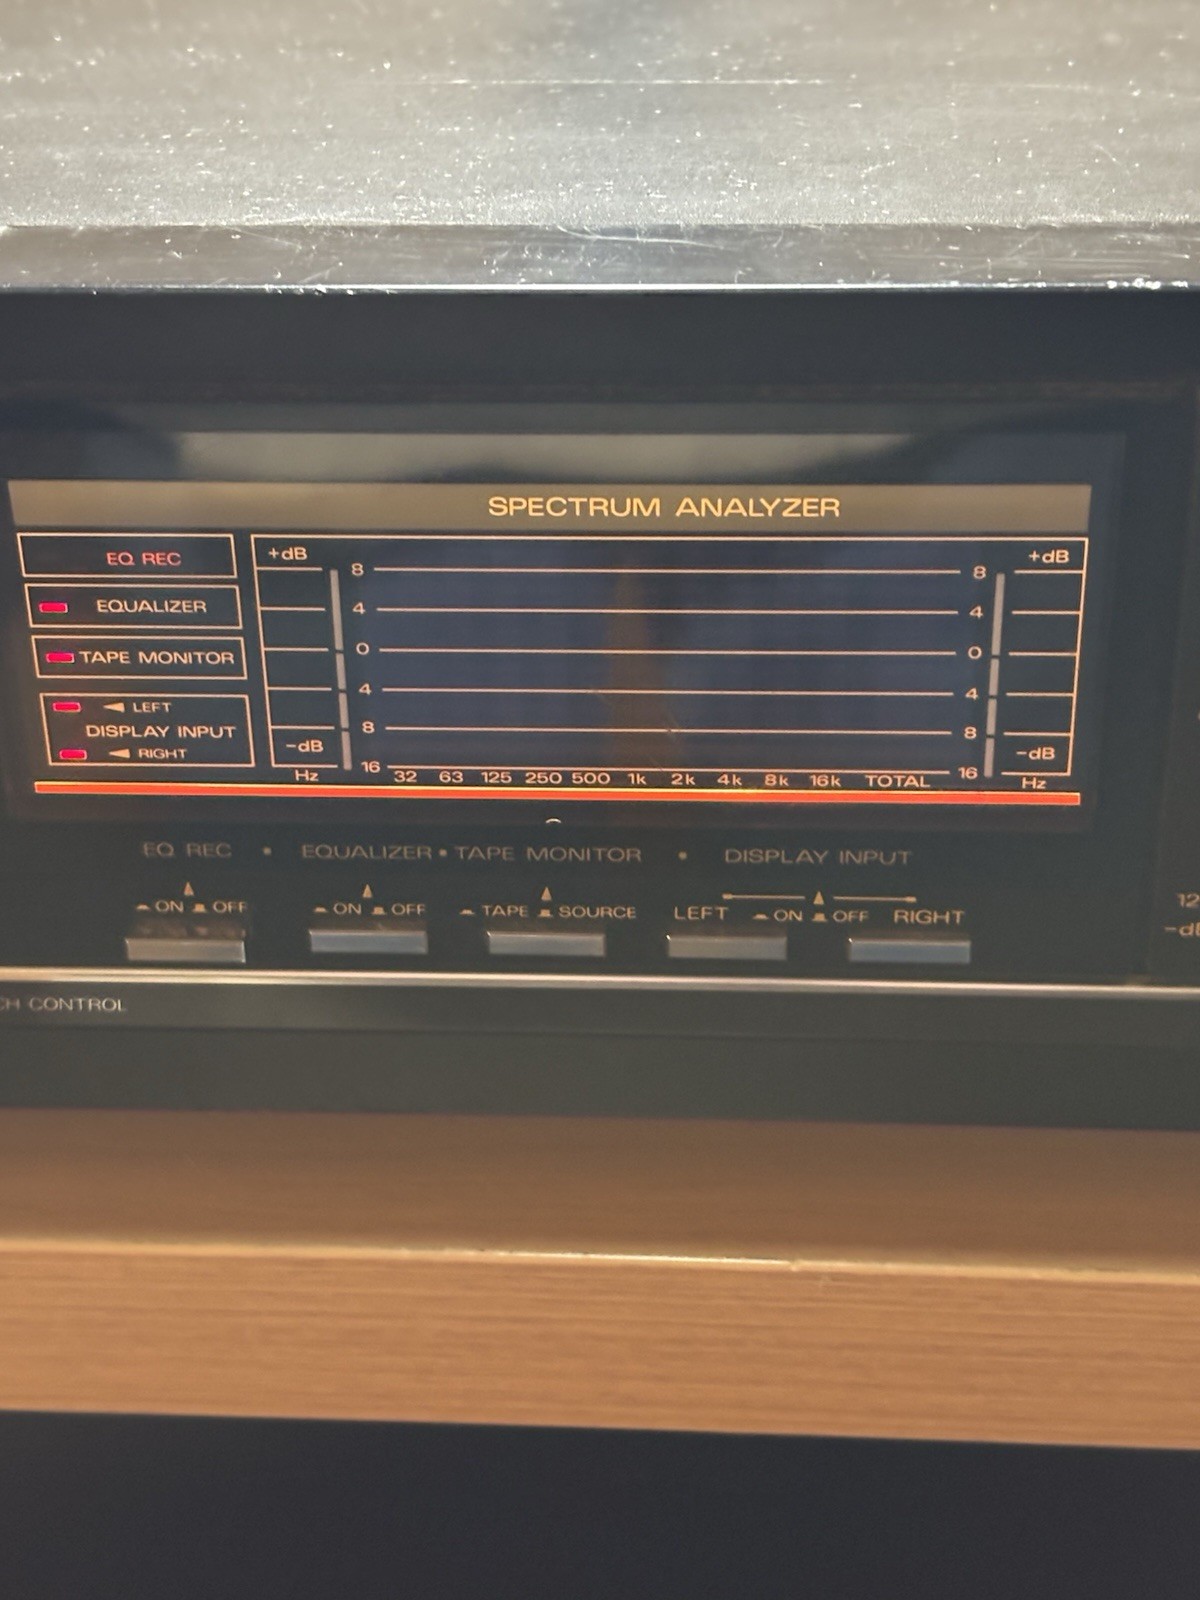 SPECTRUM ANALYZER
EQ REC
EQUALIZER
TAPE MONITOR
LEFT
DISPLAY INPUT
RIGHT
+dB 8 8 +dB
4 4
0 0
4 4
8 8
-dB 16 16 -dB
Hz 32 63 125 250 500 1k 2k 4k 8k 16k TOTAL Hz
EQ REC • EQUALIZER • TAPE MONITOR • DISPLAY INPUT
ON OFF ON OFF TAPE SOURCE LEFT ON OFF RIGHT
12
-dB
CH CONTROL